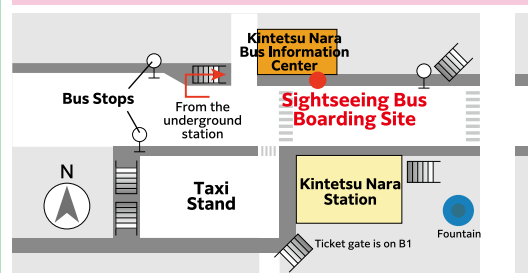 Kintetsu Nara
Bus Information
Center
Bus Stops
From the
underground
station
Sightseeing Bus
Boarding Site
N
Taxi
Stand
Kintetsu Nara
Station
Fountain
Ticket gate is on B1